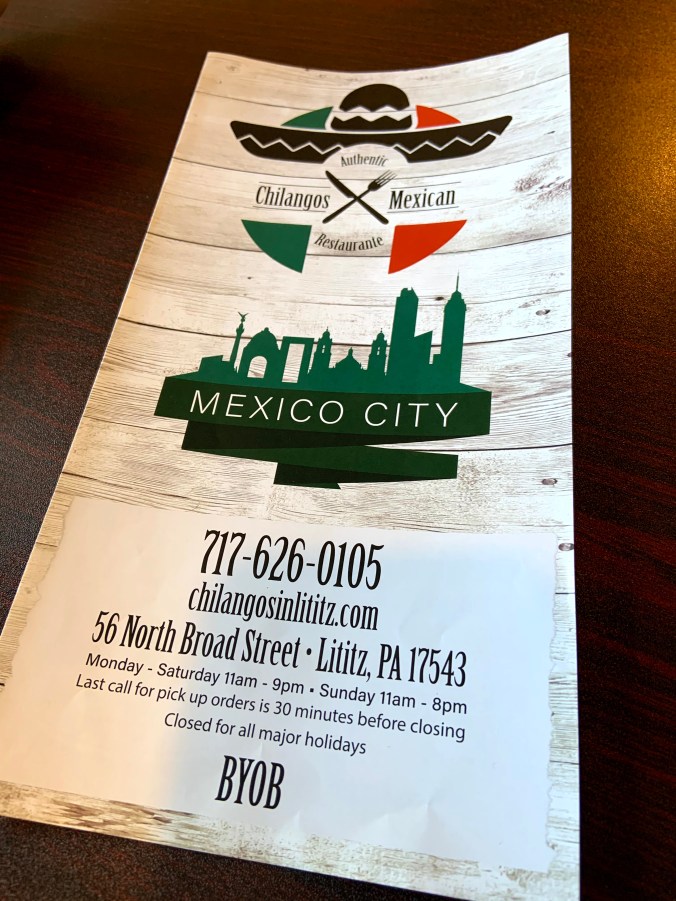 Authentic
Chilangos Mexican
Restaurante
MEXICO CITY
717-626-0105
chilangosinlititz.com
56 North Broad Street • Lititz, PA 17543
Monday - Saturday 11am - 9pm • Sunday 11am - 8pm
Last call for pick up orders is 30 minutes before closing
Closed for all major holidays
BYOB